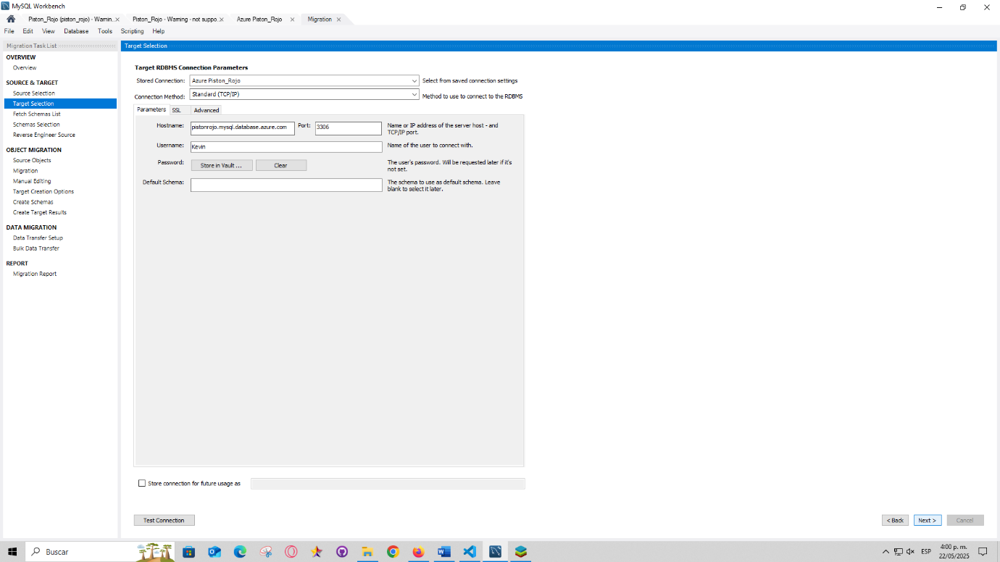 MySQL Workbench
Piston_Rojo (piston_rojo) - Warnin... Piston_Rojo - Warning - not suppo... Azure Piston_Rojo Migration
File Edit View Database Tools Scripting Help
Migration Task List
OVERVIEW
Overview
SOURCE & TARGET
Source Selection
Target Selection
Fetch Schemas List
Schemas Selection
Reverse Engineer Source
OBJECT MIGRATION
Source Objects
Migration
Manual Editing
Target Creation Options
Create Schemas
Create Target Results
DATA MIGRATION
Data Transfer Setup
Bulk Data Transfer
REPORT
Migration Report
Target Selection
Target RDBMS Connection Parameters
Stored Connection: Azure Piston_Rojo Select from saved connection settings
Connection Method: Standard (TCP/IP) Method to use to connect to the RDBMS
Parameters SSL Advanced
Hostname: pistonrojo.mysql.database.azure.com Port: 3306 Name or IP address of the server host - and
TCP/IP port.
Username: Kevin Name of the user to connect with.
Password: Store in Vault ... Clear The user's password. Will be requested later if it's
not set.
Default Schema: The schema to use as default schema. Leave
blank to select it later.
Store connection for future usage as
Test Connection < Back Next > Cancel
Buscar
ESP
4:00 p. m.
22/05/2025